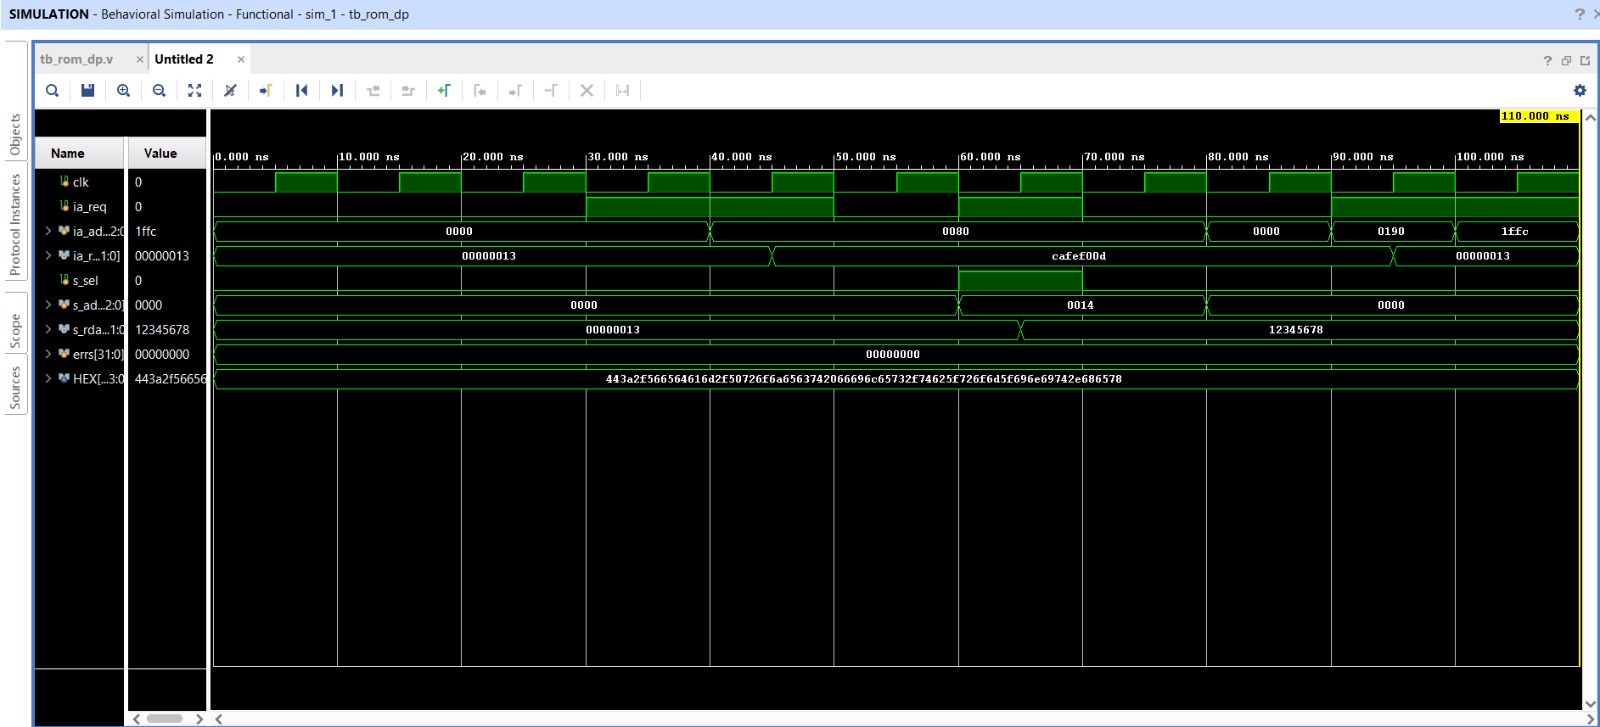 SIMULATION - Behavioral Simulation - Functional - sim_1 - tb_rom_dp
?
tb_rom_dp.v × Untitled 2 ×
?
Objects
Protocol Instances
Scope
Sources
110.000 ns
Name Value
0.000 ns 10.000 ns 20.000 ns 30.000 ns 40.000 ns 50.000 ns 60.000 ns 70.000 ns 80.000 ns 90.000 ns 100.000 ns
clk 0
ia_req 0
ia_ad...2:0 1ffc 0000 0080 0000 0190 1ffc
ia_r...1:0] 00000013 00000013 cafef00d 00000013
s_sel 0
s_ad...2:0] 0000 0000 0014 0000
s_rda...1:0 12345678 00000013 12345678
errs[31:0] 00000000 00000000
HEX[...3:0 443a2f56656 443a2f566564616d2f50726f6a6563742066696c65732f74625f726f6d5f696e69742e686578